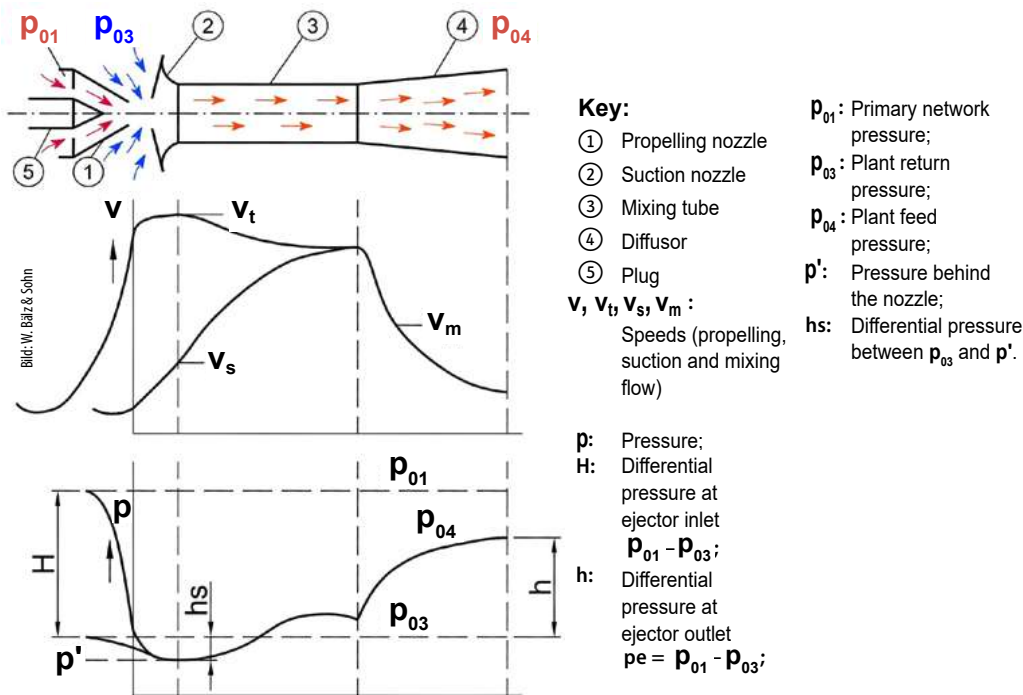 p01
p03
2
3
4
p04
5
1
v
vt
vs
vm
Bild: W. Bälz & Sohn
p01
p
p04
H
hs
h
p03
p'
Key:
1 Propelling nozzle
2 Suction nozzle
3 Mixing tube
4 Diffusor
5 Plug
v, vt, vs, vm :
Speeds (propelling,
suction and mixing
flow)
p: Pressure;
H: Differential
pressure at
ejector inlet
p01 - p03;
h: Differential
pressure at
ejector outlet
pe = p01 - p03;
p01: Primary network
pressure;
p03: Plant return
pressure;
p04: Plant feed
pressure;
p': Pressure behind
the nozzle;
hs: Differential pressure
between p03 and p'.